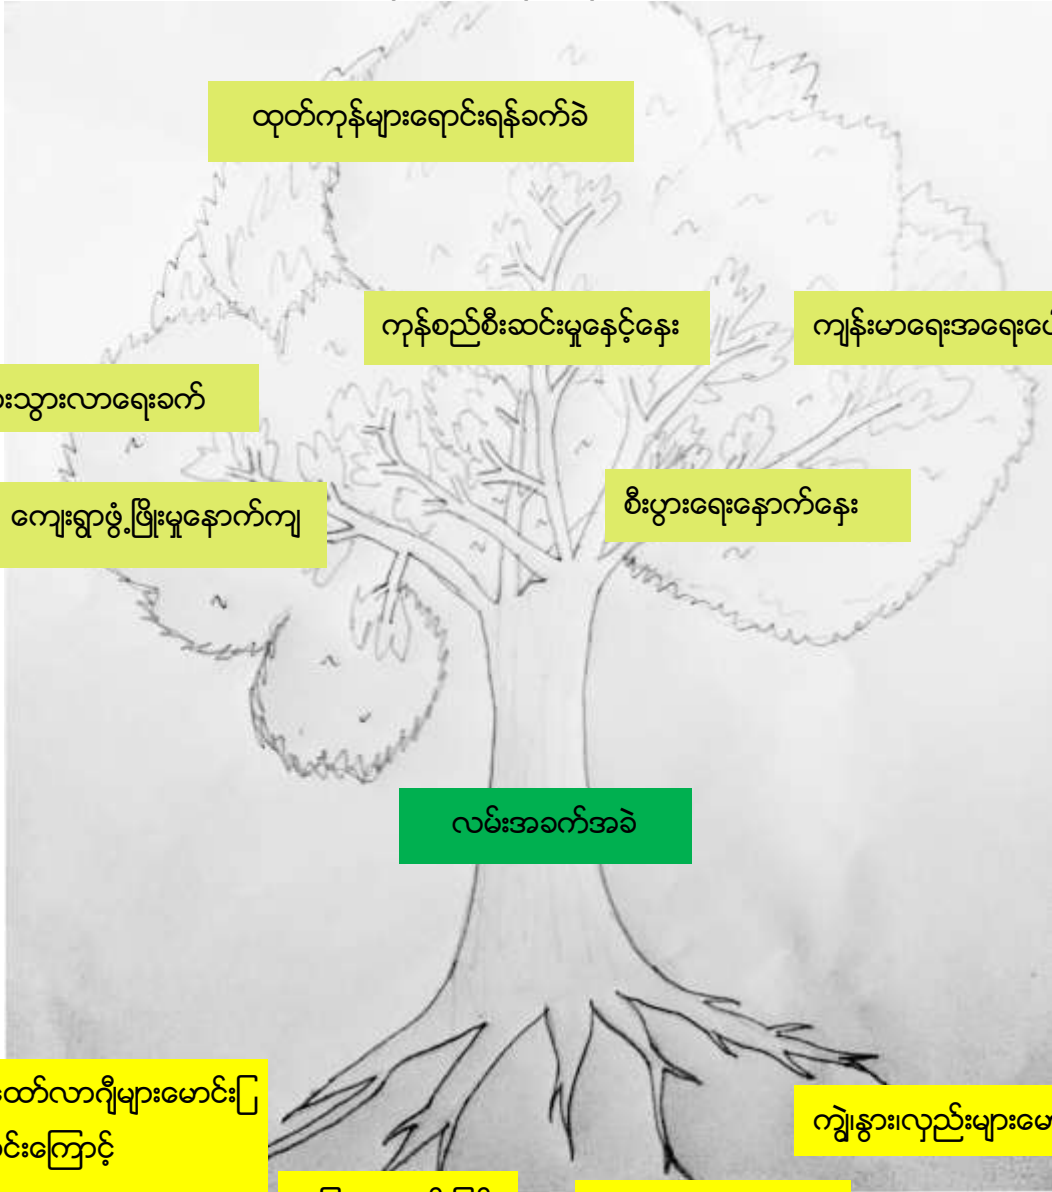 ထုတ်ကုန်များရောင်းရန်ခက်ခဲ
ကုန်စည်စီးဆင်းမှုနှေင့်နှေး
ကျန်းမာရေးအရေးပေါ်
သွားလာရေးခက်
ကျေးရွာဖွံ့ဖြိုးမှုနောက်ကျ
စီးပွားရေးနှောက်နှေး
လမ်းအခက်အခဲ
ထော်လာဂျီများမောင်းြ
င်းကြောင့်
ကျွဲ၊နွား၊လှည်းများမော